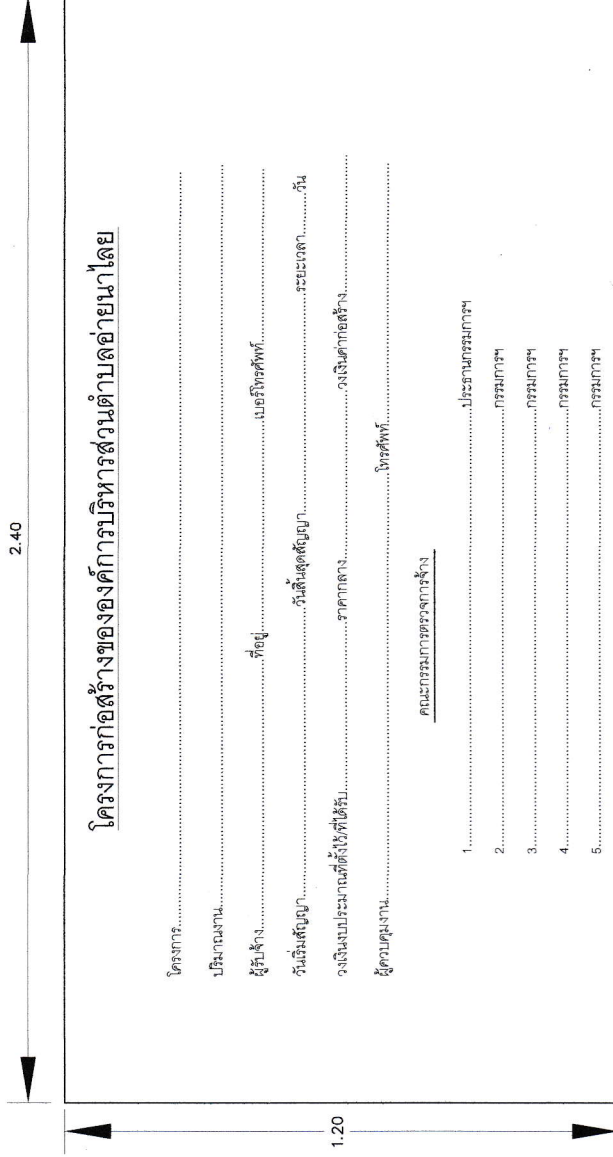 2.40
1.20
โครงการก่อสร้างขององค์การบริหารส่วนตำบลอ่ายนาไลย
โครงการ..........................................................................
ปริมาณงาน..........................................................................
ผู้รับจ้าง..............................ที่อยู่..............................เบอร์โทรศัพท์..............................
วันเริ่มสัญญา..............................วันสิ้นสุดสัญญา..............................ระยะเวลา..........วัน
วงเงินงบประมาณที่ตั้งไว้/ที่ได้รับ..............................ราคากลาง..............................วงเงินค่าก่อสร้าง..............................
ผู้ควบคุมงาน............................................................โทรศัพท์............................................................
คณะกรรมการตรวจการจ้าง
1............................................................ประธานกรรมการฯ
2............................................................กรรมการฯ
3............................................................กรรมการฯ
4............................................................กรรมการฯ
5............................................................กรรมการฯ